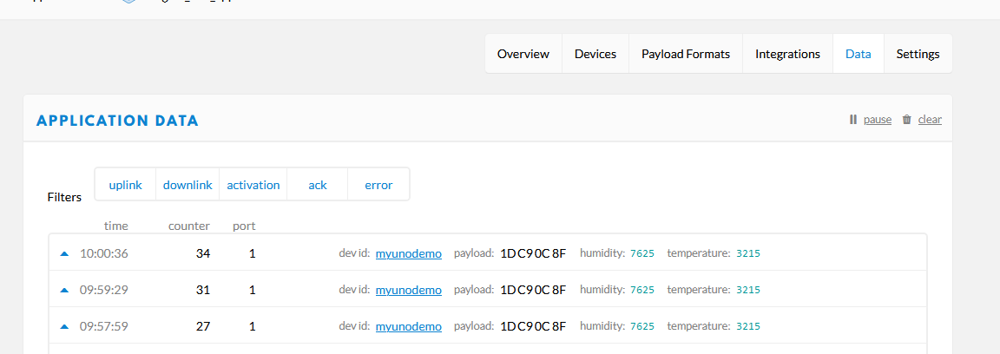 Overview Devices Payload Formats Integrations Data Settings
APPLICATION DATA
pause clear
Filters uplink downlink activation ack error
time counter port
10:00:36 34 1 dev id: myunodemo payload: 1DC90C8F humidity: 7625 temperature: 3215
09:59:29 31 1 dev id: myunodemo payload: 1DC90C8F humidity: 7625 temperature: 3215
09:57:59 27 1 dev id: myunodemo payload: 1DC90C8F humidity: 7625 temperature: 3215